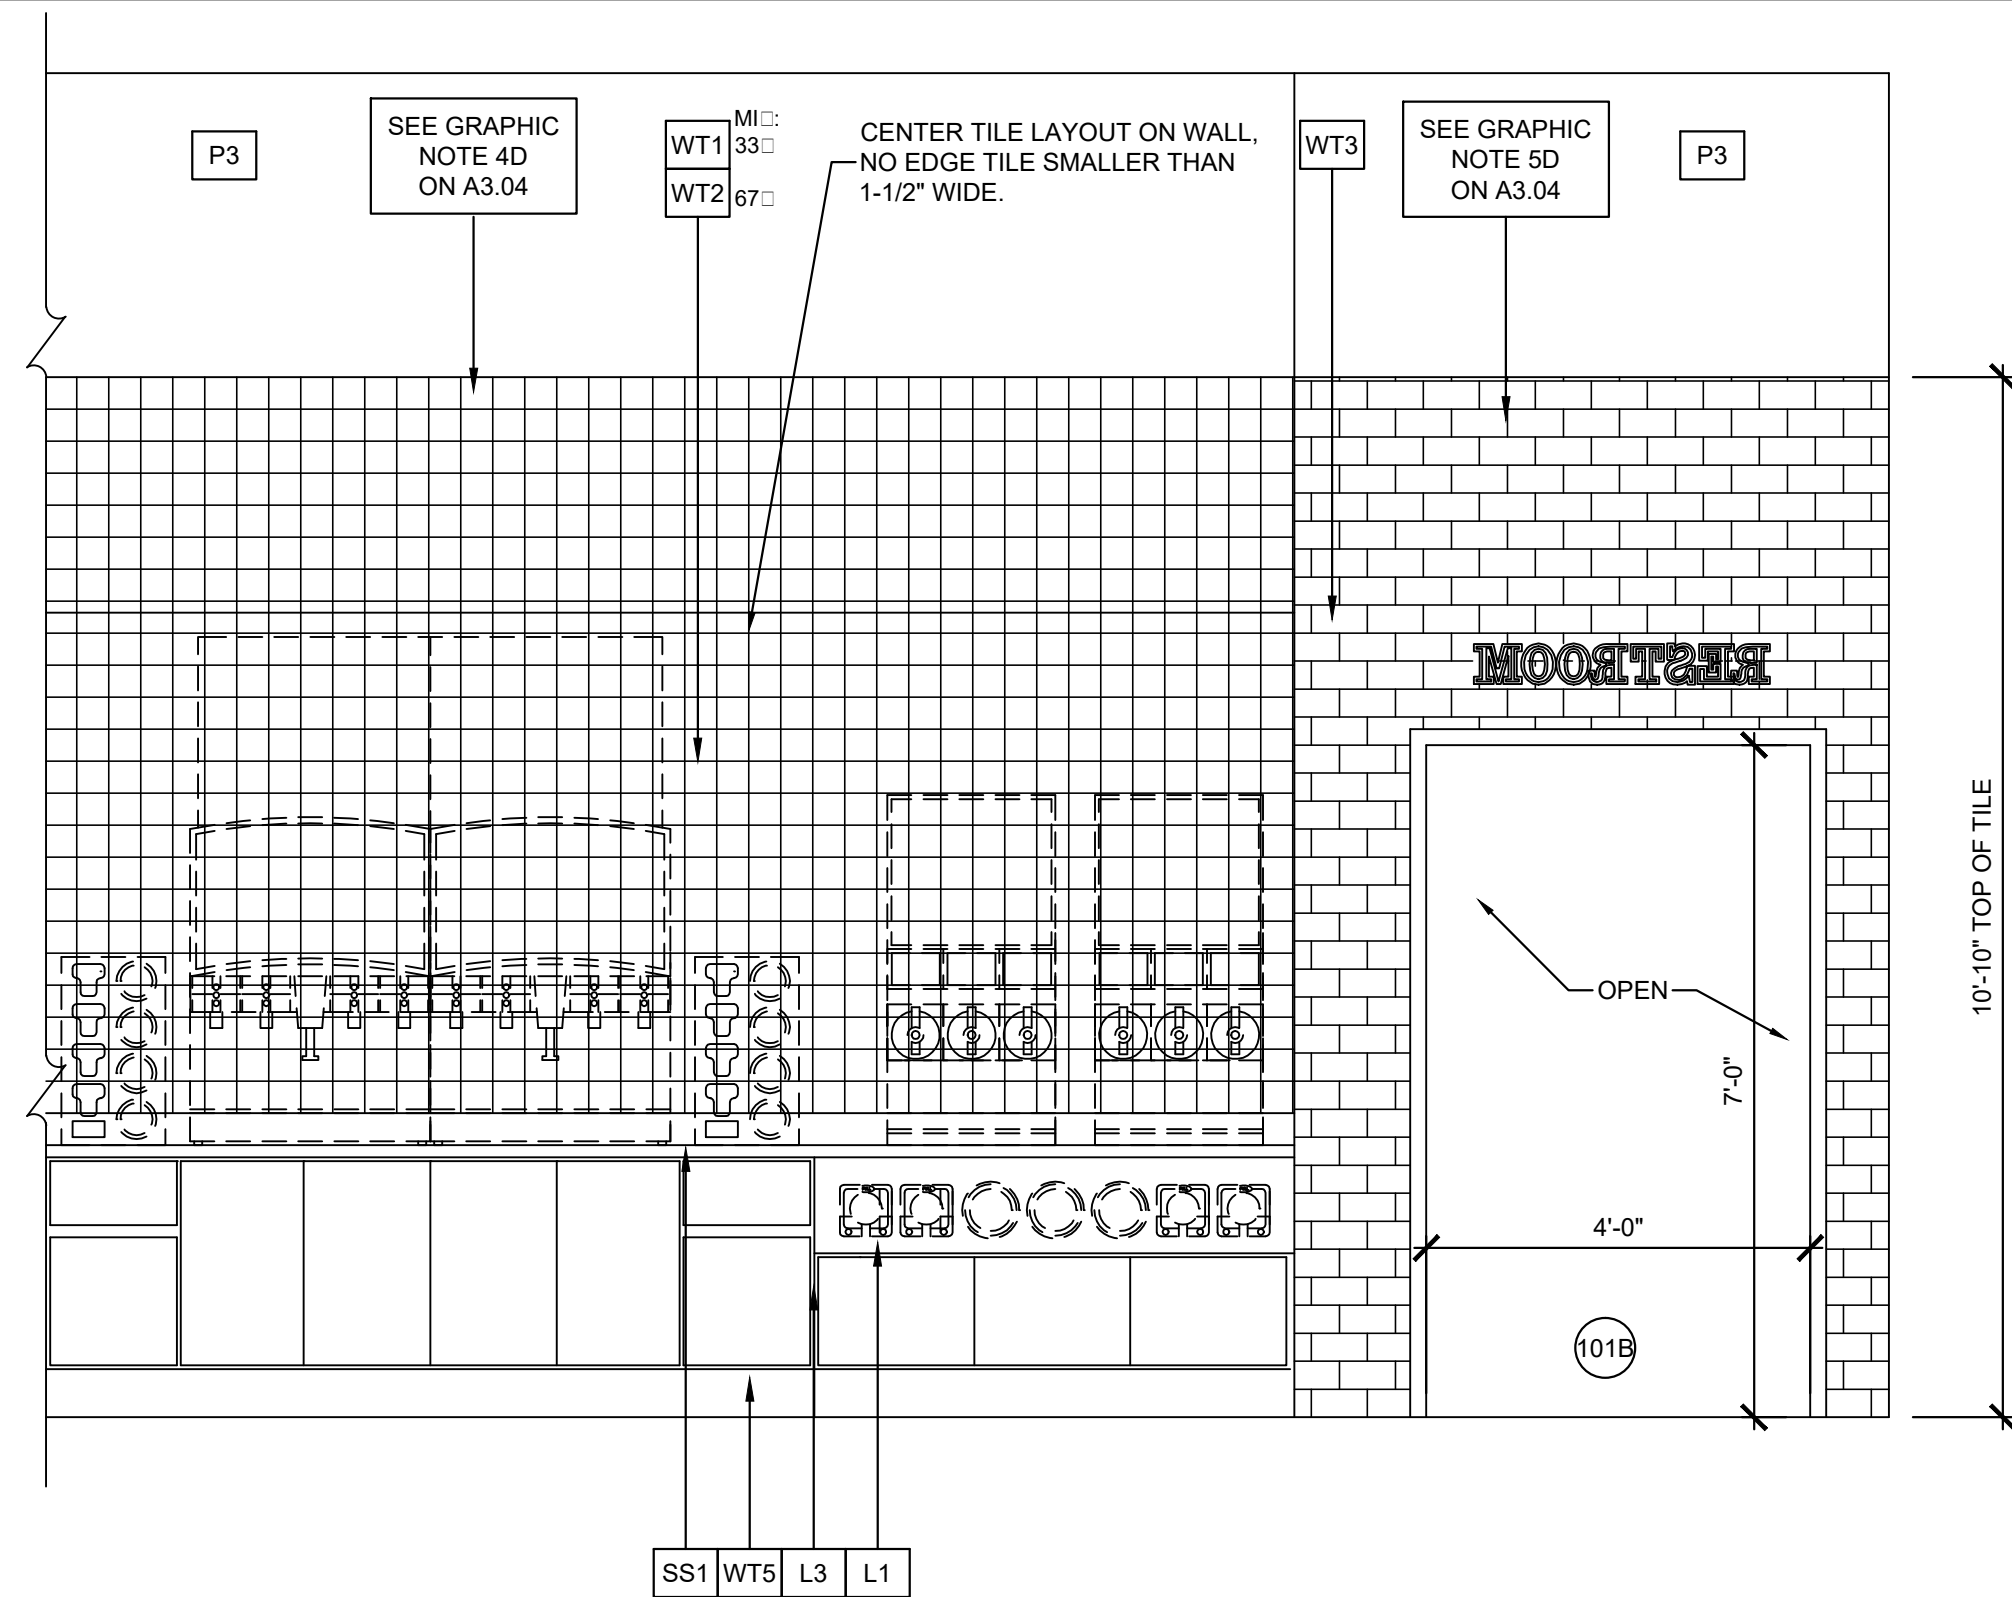 P3
SEE GRAPHIC
NOTE 4D
ON A3.04
WT1
MI□:
33□
WT2
67□
CENTER TILE LAYOUT ON WALL,
NO EDGE TILE SMALLER THAN
1-1/2" WIDE.
WT3
SEE GRAPHIC
NOTE 5D
ON A3.04
P3
RESTROOM
10'-10" TOP OF TILE
OPEN
7'-0"
4'-0"
101B
SS1
WT5
L3
L1